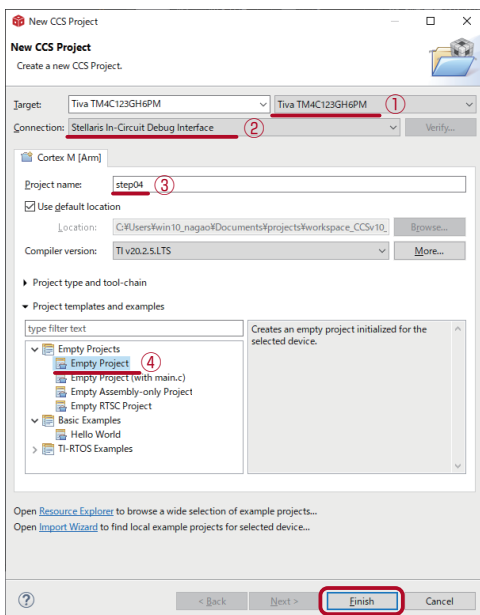 New CCS Project
New CCS Project
Create a new CCS Project.
Target: Tiva TM4C123GH6PM Tiva TM4C123GH6PM ①
Connection: Stellaris In-Circuit Debug Interface ② Verify...
Cortex M [Arm]
Project name: step04 ③
Use default location
Location: C:¥Users¥win10_nagao¥Documents¥projects¥workspace_CCSv10_ Browse...
Compiler version: TI v20.2.5.LTS More...
Project type and tool-chain
Project templates and examples
type filter text
Creates an empty project initialized for the
selected device.
Empty Projects
Empty Project ④
Empty Project (with main.c)
Empty Assembly-only Project
Empty RTSC Project
Basic Examples
Hello World
TI-RTOS Examples
Open Resource Explorer to browse a wide selection of example projects...
Open Import Wizard to find local example projects for selected device...
? < Back Next > Finish Cancel